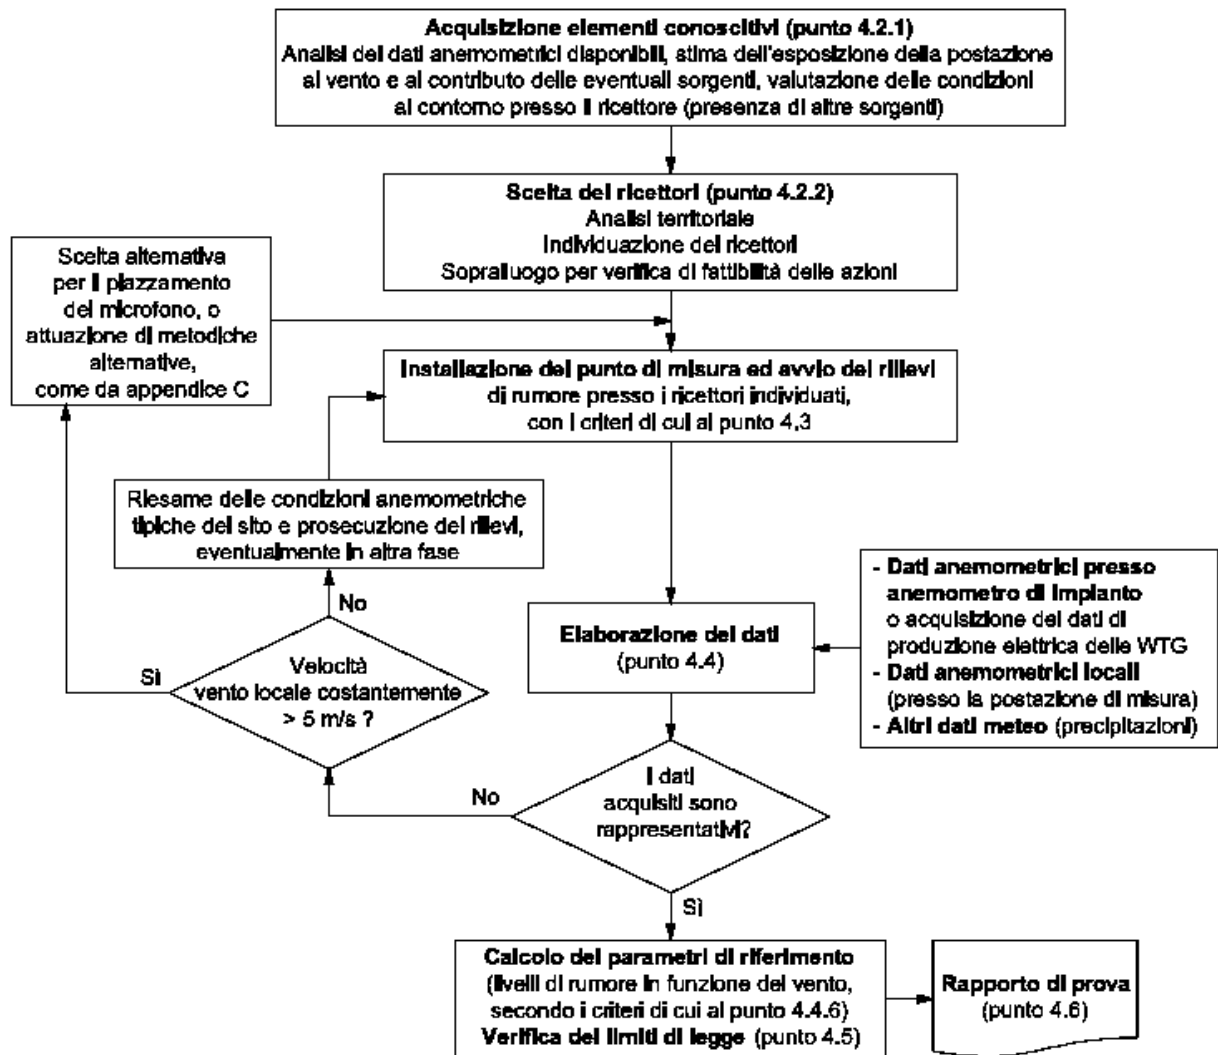 Acquisizione elementi conoscitivi (punto 4.2.1)
Analisi dei dati anemometrici disponibili, stima dell'esposizione della postazione
al vento e al contributo delle eventuali sorgenti, valutazione delle condizioni
al contorno presso il ricettore (presenza di altre sorgenti)
Scelta dei ricettori (punto 4.2.2)
Analisi territoriale
Individuazione dei ricettori
Sopralluogo per verifica di fattibilità delle azioni
Scelta alternativa
per il piazzamento
del microfono, o
attuazione di metodiche
alternative,
come da appendice C
Installazione del punto di misura ed avvio dei rilievi
di rumore presso i ricettori individuati,
con i criteri di cui al punto 4.3
Riesame delle condizioni anemometriche
tipiche del sito e prosecuzione dei rilievi,
eventualmente in altra fase
- Dati anemometrici presso
anemometro di impianto
o acquisizione dei dati di
produzione elettrica delle WTG
- Dati anemometrici locali
(presso la postazione di misura)
- Altri dati meteo (precipitazioni)
No
Elaborazione dei dati
(punto 4.4)
Sì
Velocità
vento locale costantemente
> 5 m/s ?
No
I dati
acquisiti sono
rappresentativi?
Sì
Calcolo dei parametri di riferimento
(livelli di rumore in funzione del vento,
secondo i criteri di cui al punto 4.4.6)
Verifica dei limiti di legge (punto 4.5)
Rapporto di prova
(punto 4.6)